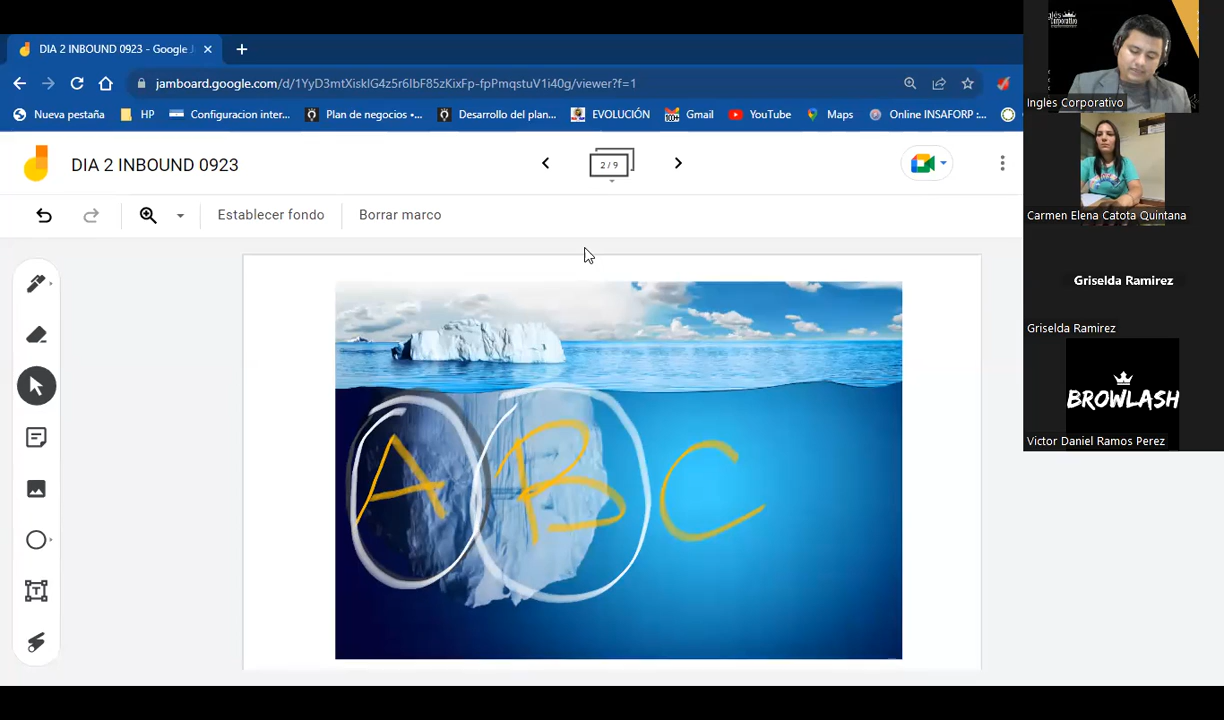 DIA 2 INBOUND 0923 - Google J
jamboard.google.com/d/1YyD3mtXisklG4z5r6IbF85zKixFp-fpPmqstuV1i40g/viewer?f=1
Nueva pestaña
HP
Configuracion inter...
Plan de negocios •...
Desarrollo del plan...
EVOLUCIÓN
100+
Gmail
YouTube
Maps
Online INSAFORP :...
DIA 2 INBOUND 0923
2 / 9
Establecer fondo
Borrar marco
T
A B C
Ingles Corporativo
Carmen Elena Catota Quintana
Griselda Ramirez
Griselda Ramirez
BROWLASH
Victor Daniel Ramos Perez